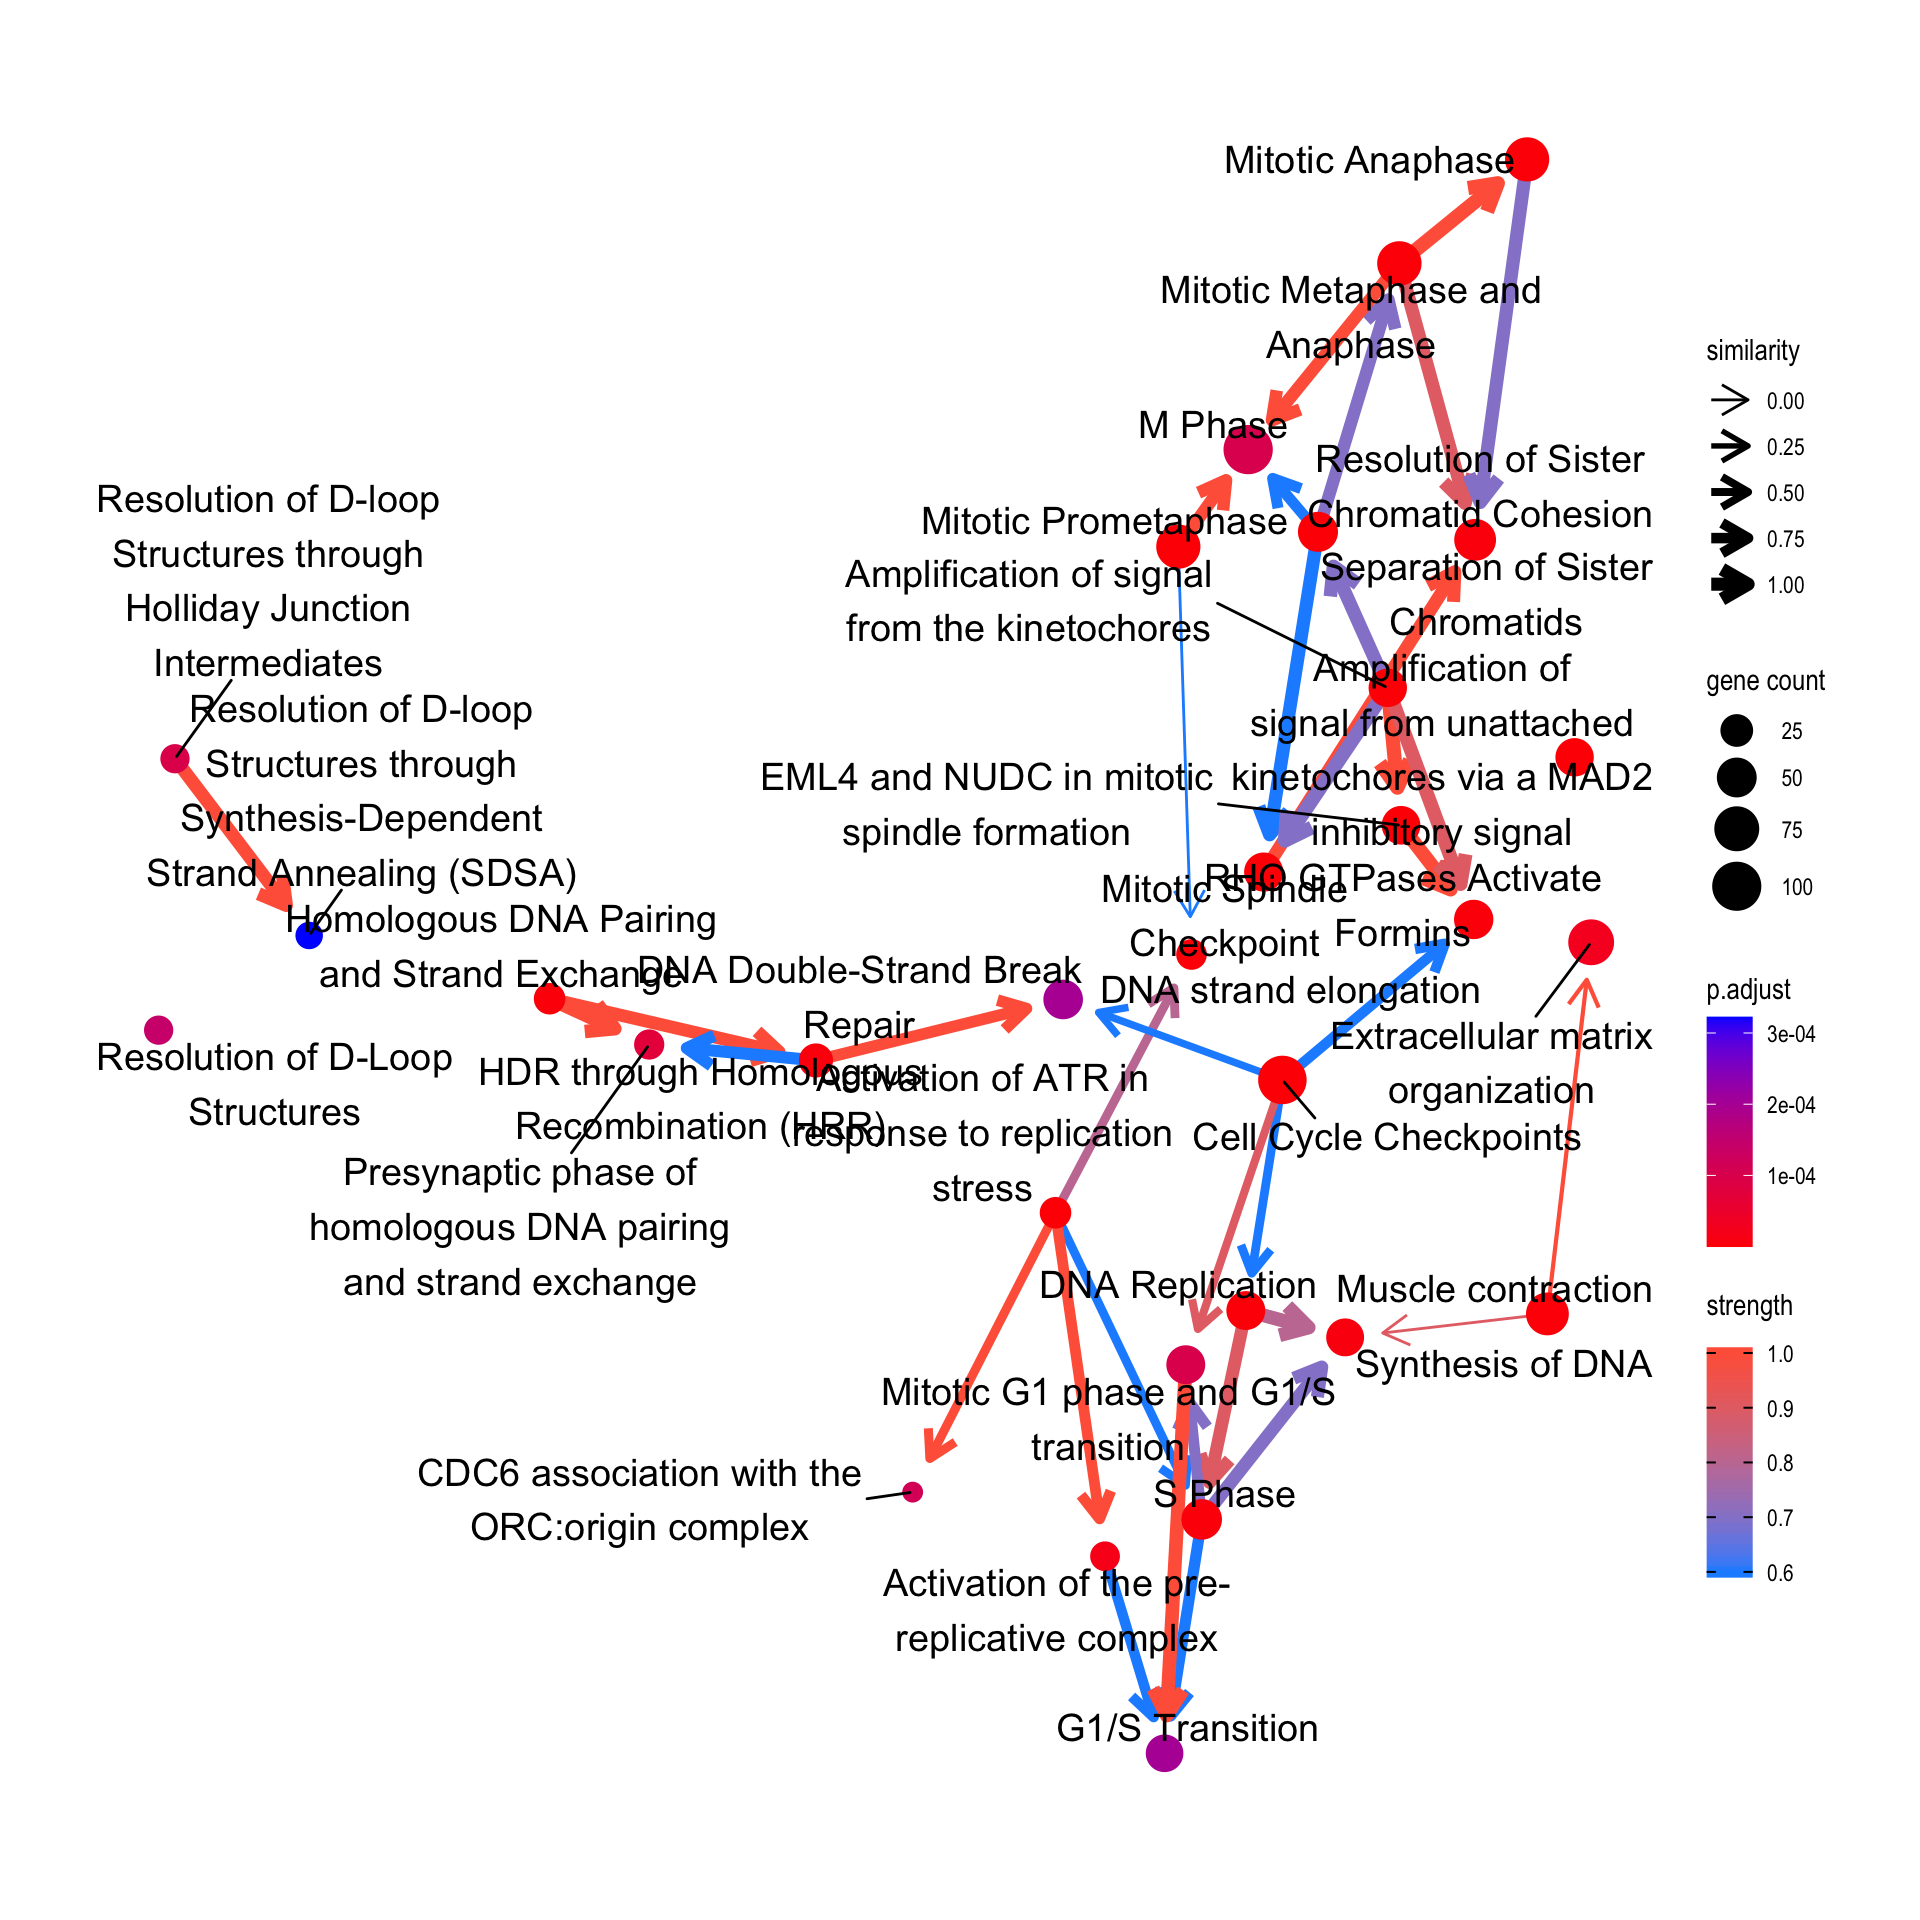 Mitotic Anaphase
Mitotic Metaphase and
Anaphase
M Phase
Resolution of Sister
Chromatid Cohesion
Mitotic Prometaphase
Separation of Sister
Chromatids
Amplification of signal
from the kinetochores
Amplification of
signal from unattached
kinetochores via a MAD2
inhibitory signal
EML4 and NUDC in mitotic
spindle formation
RHO GTPases Activate
Formins
Mitotic Spindle
Checkpoint
Resolution of D-loop
Structures through
Holliday Junction
Intermediates
Resolution of D-loop
Structures through
Synthesis-Dependent
Strand Annealing (SDSA)
Homologous DNA Pairing
and Strand Exchange
DNA Double-Strand Break
Repair
DNA strand elongation
Extracellular matrix
organization
Resolution of D-Loop
Structures
HDR through Homologous
Recombination (HRR)
Activation of ATR in
response to replication
stress
Cell Cycle Checkpoints
Presynaptic phase of
homologous DNA pairing
and strand exchange
DNA Replication
Muscle contraction
Synthesis of DNA
Mitotic G1 phase and G1/S
transition
CDC6 association with the
ORC:origin complex
S Phase
Activation of the pre-
replicative complex
G1/S Transition
similarity
0.00
0.25
0.50
0.75
1.00
gene count
25
50
75
100
p.adjust
3e-04
2e-04
1e-04
strength
1.0
0.9
0.8
0.7
0.6